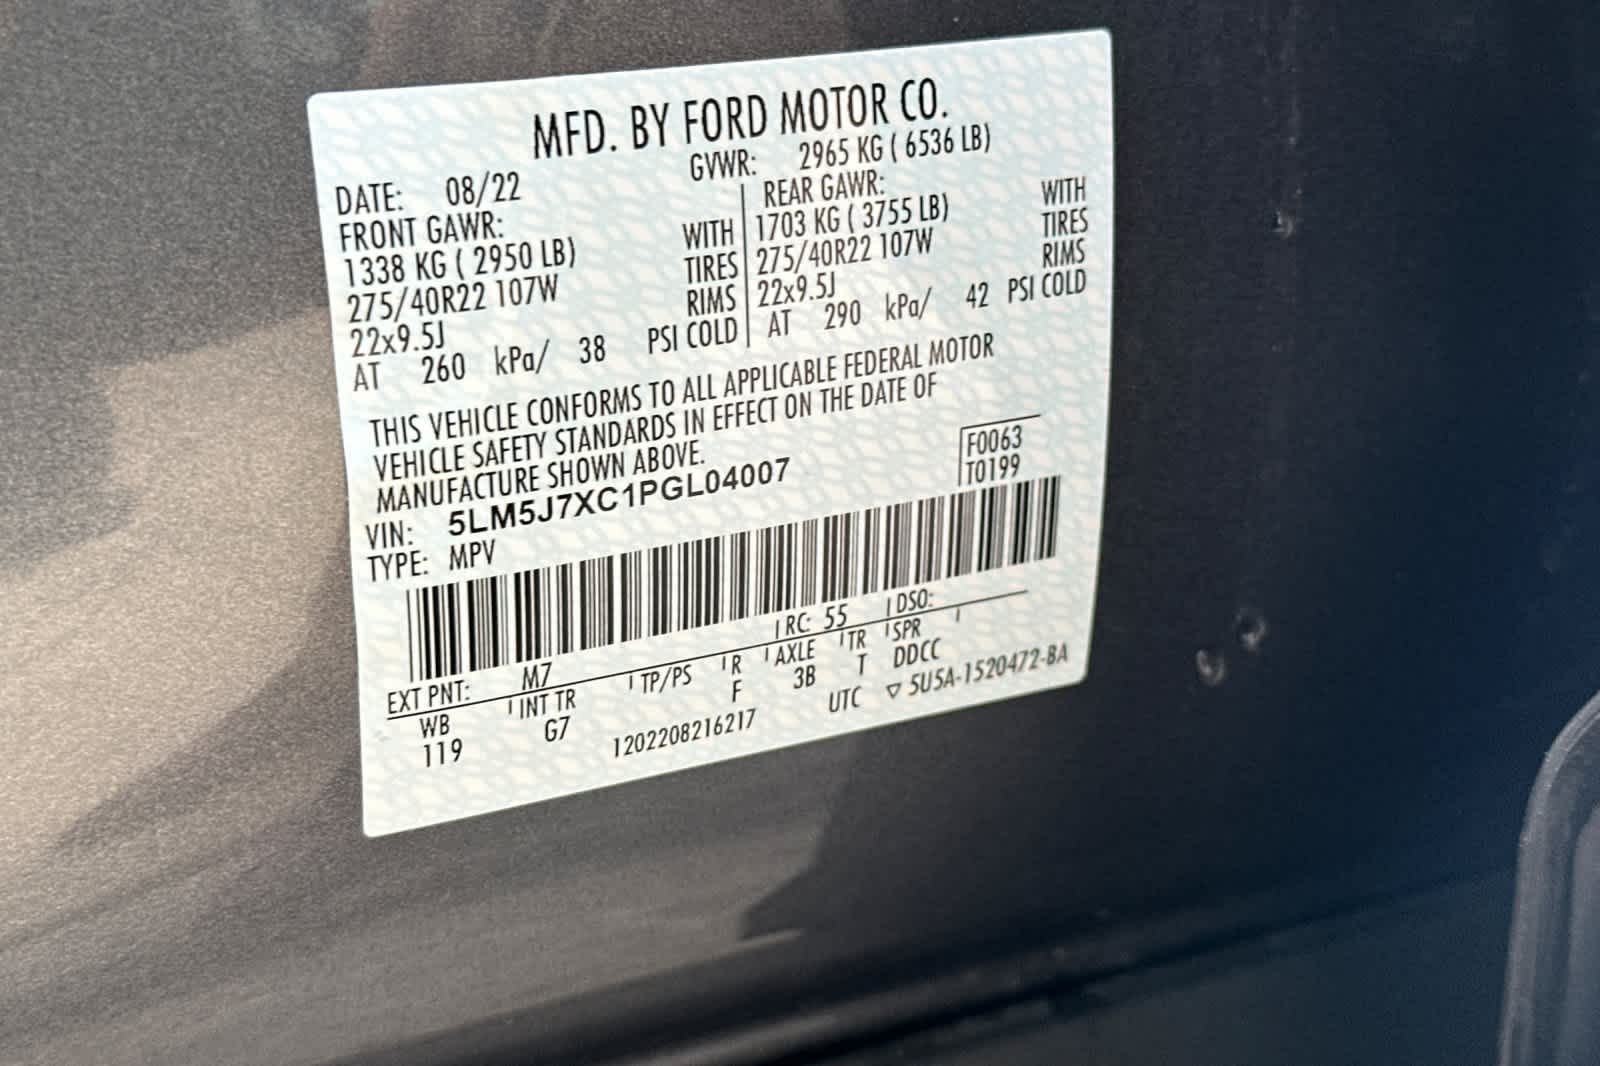 MFD. BY FORD MOTOR CO.
DATE: 08/22 GVWR: 2965 KG ( 6536 LB)
FRONT GAWR: REAR GAWR:
1338 KG ( 2950 LB) WITH 1703 KG ( 3755 LB) WITH
275/40R22 107W TIRES 275/40R22 107W TIRES
22x9.5J RIMS 22x9.5J RIMS
AT 260 kPa/ 38 PSI COLD AT 290 kPa/ 42 PSI COLD
THIS VEHICLE CONFORMS TO ALL APPLICABLE FEDERAL MOTOR
VEHICLE SAFETY STANDARDS IN EFFECT ON THE DATE OF
MANUFACTURE SHOWN ABOVE.
F0063
VIN: 5LM5J7XC1PGL04007 T0199
TYPE: MPV
EXT PNT: M7 RC: 55 DSO:
WB INT TR TP/PS R AXLE TR SPR
119 G7 F 3B T DDCC
1202208216217 UTC ▽ 5U5A-1520472-BA